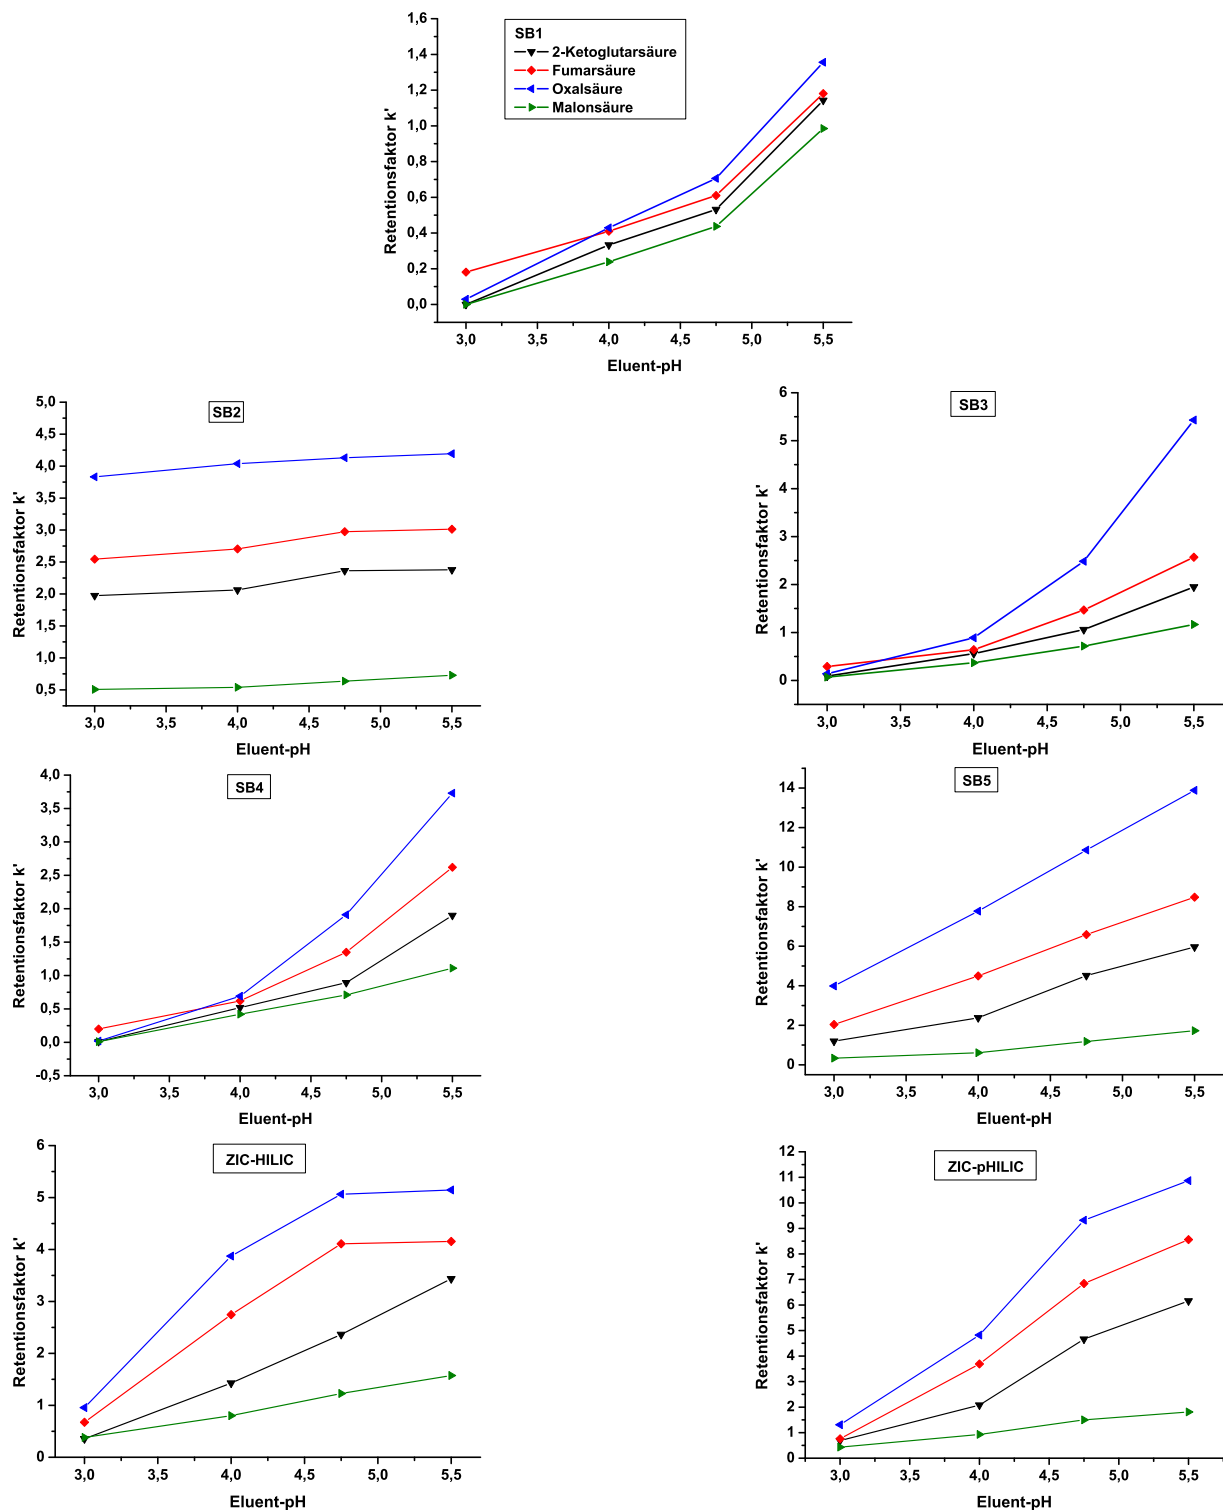 SB1
2-Ketoglutarsäure
Fumarsäure
Oxalsäure
Malonsäure
Retentionsfaktor k'
1,6
1,4
1,2
1,0
0,8
0,6
0,4
0,2
0,0
3,0 3,5 4,0 4,5 5,0 5,5
Eluent-pH
SB2
Retentionsfaktor k'
5,0
4,5
4,0
3,5
3,0
2,5
2,0
1,5
1,0
0,5
3,0 3,5 4,0 4,5 5,0 5,5
Eluent-pH
SB3
Retentionsfaktor k'
6
5
4
3
2
1
0
3,0 3,5 4,0 4,5 5,0 5,5
Eluent-pH
SB4
Retentionsfaktor k'
4,0
3,5
3,0
2,5
2,0
1,5
1,0
0,5
0,0
-0,5
3,0 3,5 4,0 4,5 5,0 5,5
Eluent-pH
SB5
Retentionsfaktor k'
14
12
10
8
6
4
2
0
3,0 3,5 4,0 4,5 5,0 5,5
Eluent-pH
ZIC-HILIC
Retentionsfaktor k'
6
5
4
3
2
1
0
3,0 3,5 4,0 4,5 5,0 5,5
Eluent-pH
ZIC-pHILIC
Retentionsfaktor k'
12
11
10
9
8
7
6
5
4
3
2
1
0
3,0 3,5 4,0 4,5 5,0 5,5
Eluent-pH